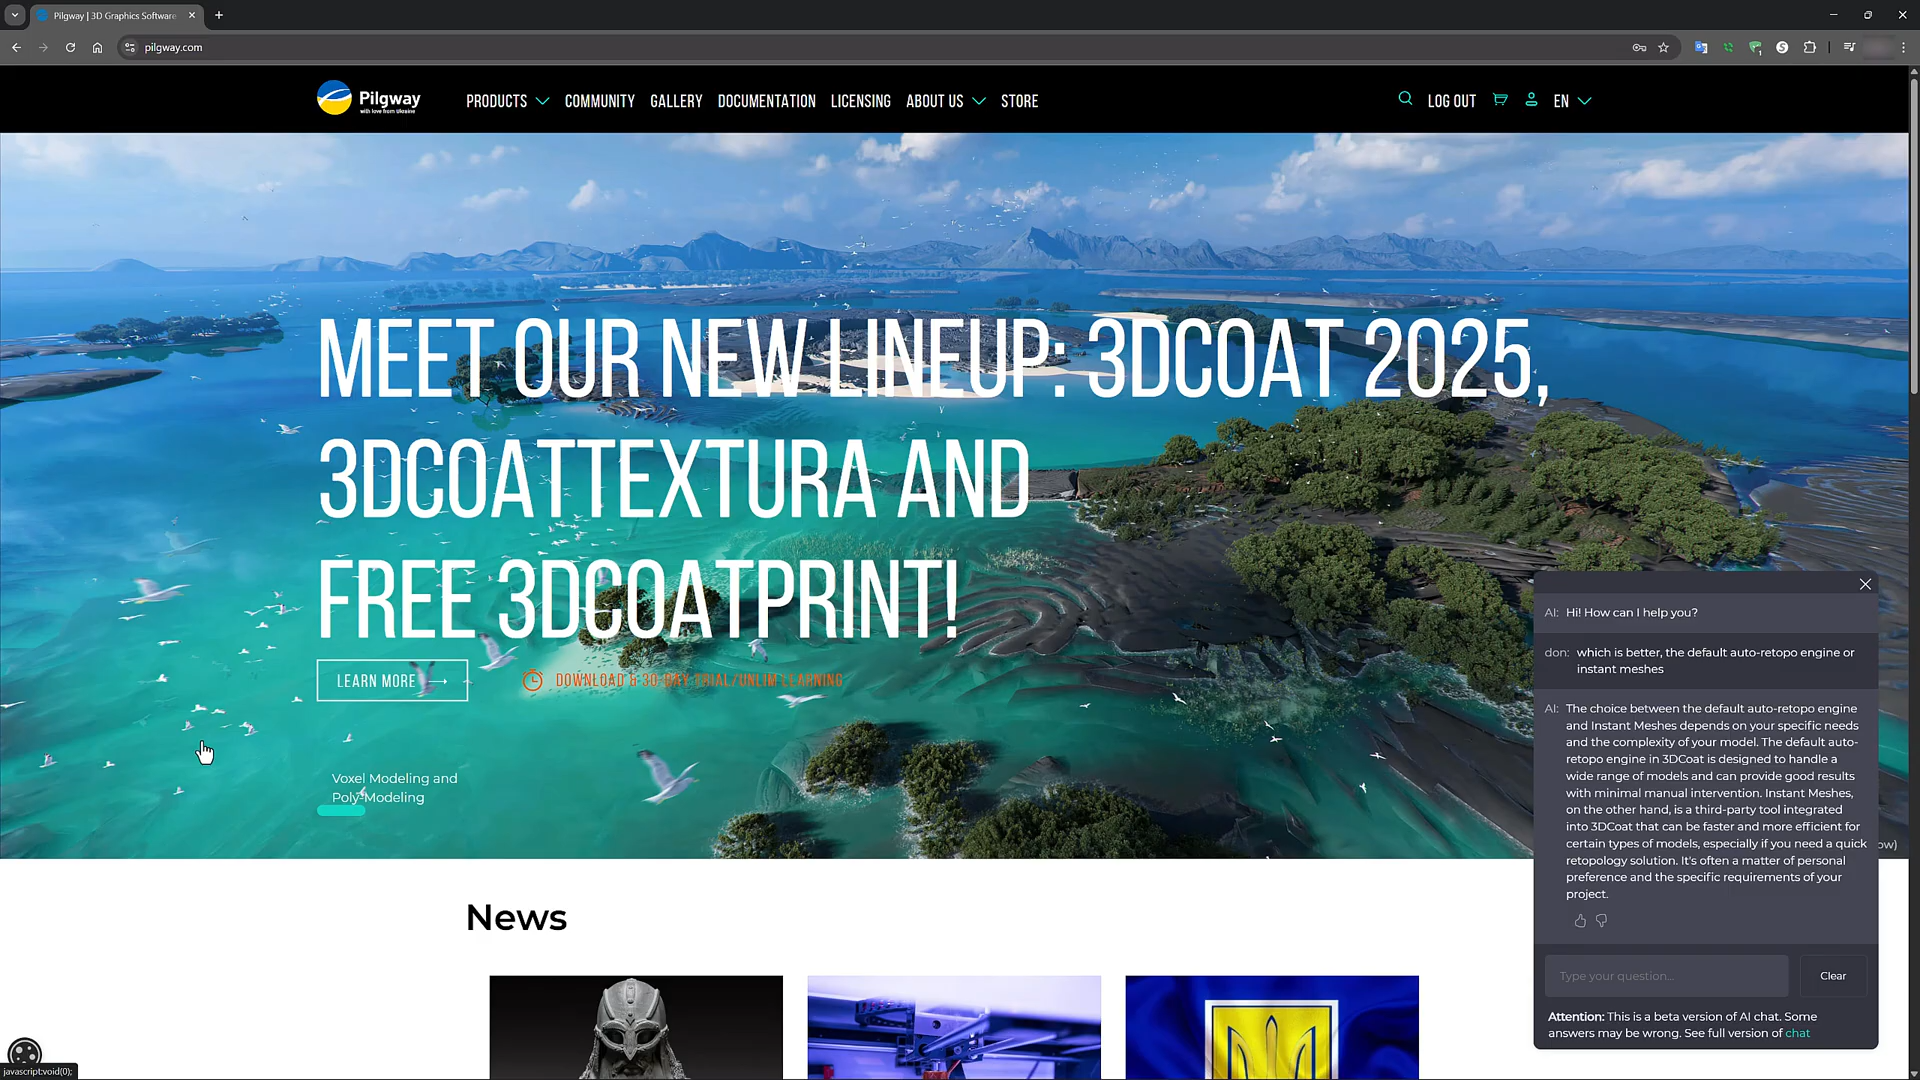 Pilgway | 3D Graphics Software
pilgway.com
Pilgway
with love from Ukraine
PRODUCTS
COMMUNITY
GALLERY
DOCUMENTATION
LICENSING
ABOUT US
STORE
LOG OUT
EN
MEET OUR NEW LINEUP: 3DCOAT 2025,
3DCOATTEXTURA AND
FREE 3DCOATPRINT!
LEARN MORE
DOWNLOAD & 30-DAY TRIAL/UNLIM LEARNING
Voxel Modeling and
Poly-Modeling
ow)
News
AI: Hi! How can I help you?
don: which is better, the default auto-retopo engine or
instant meshes
AI: The choice between the default auto-retopo engine
and Instant Meshes depends on your specific needs
and the complexity of your model. The default auto-
retopo engine in 3DCoat is designed to handle a
wide range of models and can provide good results
with minimal manual intervention. Instant Meshes,
on the other hand, is a third-party tool integrated
into 3DCoat that can be faster and more efficient for
certain types of models, especially if you need a quick
retopology solution. It's often a matter of personal
preference and the specific requirements of your
project.
Type your question...
Clear
Attention: This is a beta version of AI chat. Some
answers may be wrong. See full version of chat
javascript:void(0);